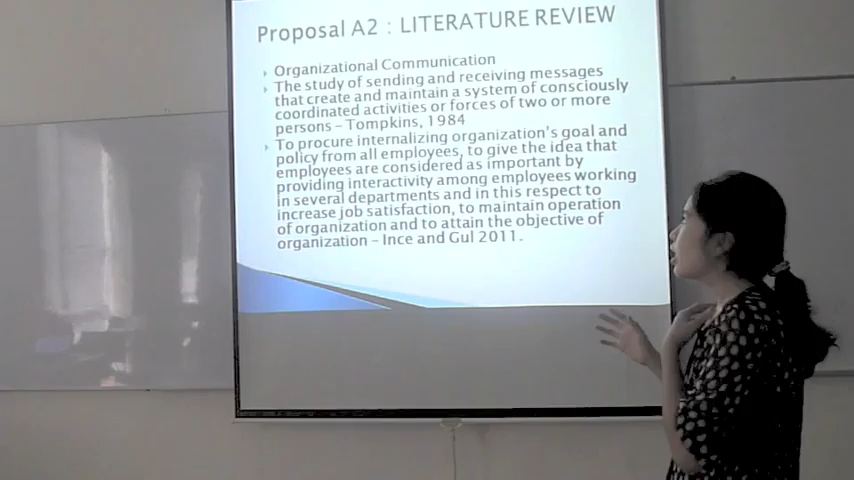 Proposal A2 : LITERATURE REVIEW
Organizational Communication
The study of sending and receiving messages
that create and maintain a system of consciously
coordinated activities or forces of two or more
persons – Tompkins, 1984
To procure internalizing organization's goal and
policy from all employees, to give the idea that
employees are considered as important by
providing interactivity among employees working
in several departments and in this respect to
increase job satisfaction, to maintain operation
of organization and to attain the objective of
organization – Ince and Gul 2011.